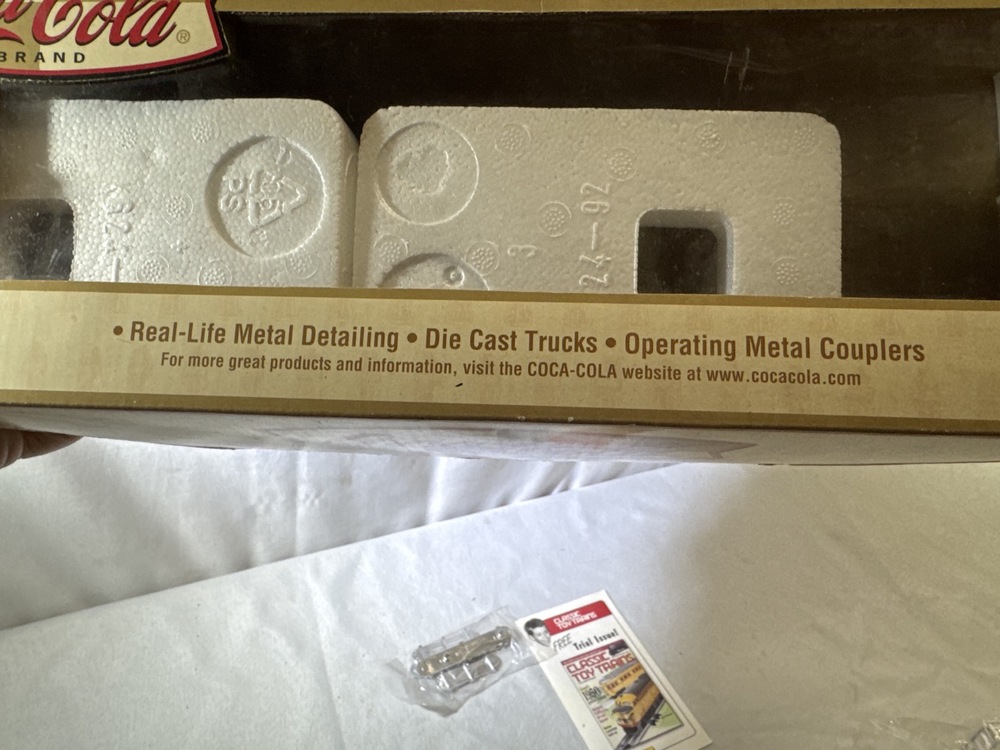 Cola®
BRAND
3
24-92
• Real-Life Metal Detailing • Die Cast Trucks • Operating Metal Couplers
For more great products and information, visit the COCA-COLA website at www.cocacola.com
CLASSIC
TOY TRAINS
FREE Trial Issue!
CLASSIC
TOY TRAINS